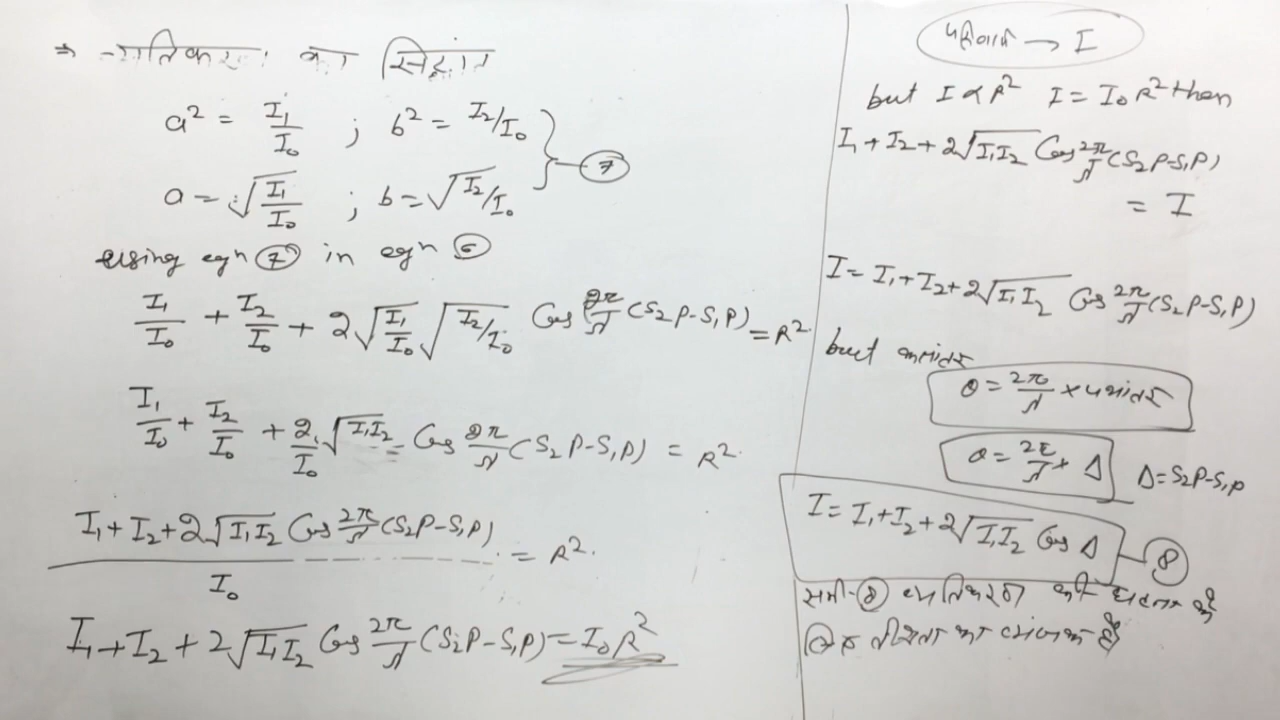 ⇒ व्यतिकरण का सिद्धांत
a² = I₁/I₀ ; b² = I₂/I₀ } — ⑦
a = √(I₁/I₀) ; b = √(I₂/I₀)
using eqn ⑦ in eqn ⑥
I₁/I₀ + I₂/I₀ + 2√(I₁/I₀) √(I₂/I₀) Cos 2π/λ (S₂P-S₁P) = R²
I₁/I₀ + I₂/I₀ + 2/I₀ √(I₁I₂) Cos 2π/λ (S₂P-S₁P) = R²
(I₁+I₂+2√(I₁I₂) Cos 2π/λ (S₂P-S₁P))/I₀ = R²
I₁+I₂+2√(I₁I₂) Cos 2π/λ (S₂P-S₁P) = I₀R²
→ I
but I ∝ R² I = I₀R² then
I₁+I₂+2√(I₁I₂) Cos 2π/λ (S₂P-S₁P)
= I
I = I₁+I₂+2√(I₁I₂) Cos 2π/λ (S₂P-S₁P)
but कलांतर
θ = 2π/λ × पथांतर
θ = 2π/λ × Δ Δ = S₂P-S₁P
I = I₁+I₂+2√(I₁I₂) Cos Δ — ⑧
समी-⑧ व्यतिकरण की घटना के
लिए तीव्रता का व्यंजक है